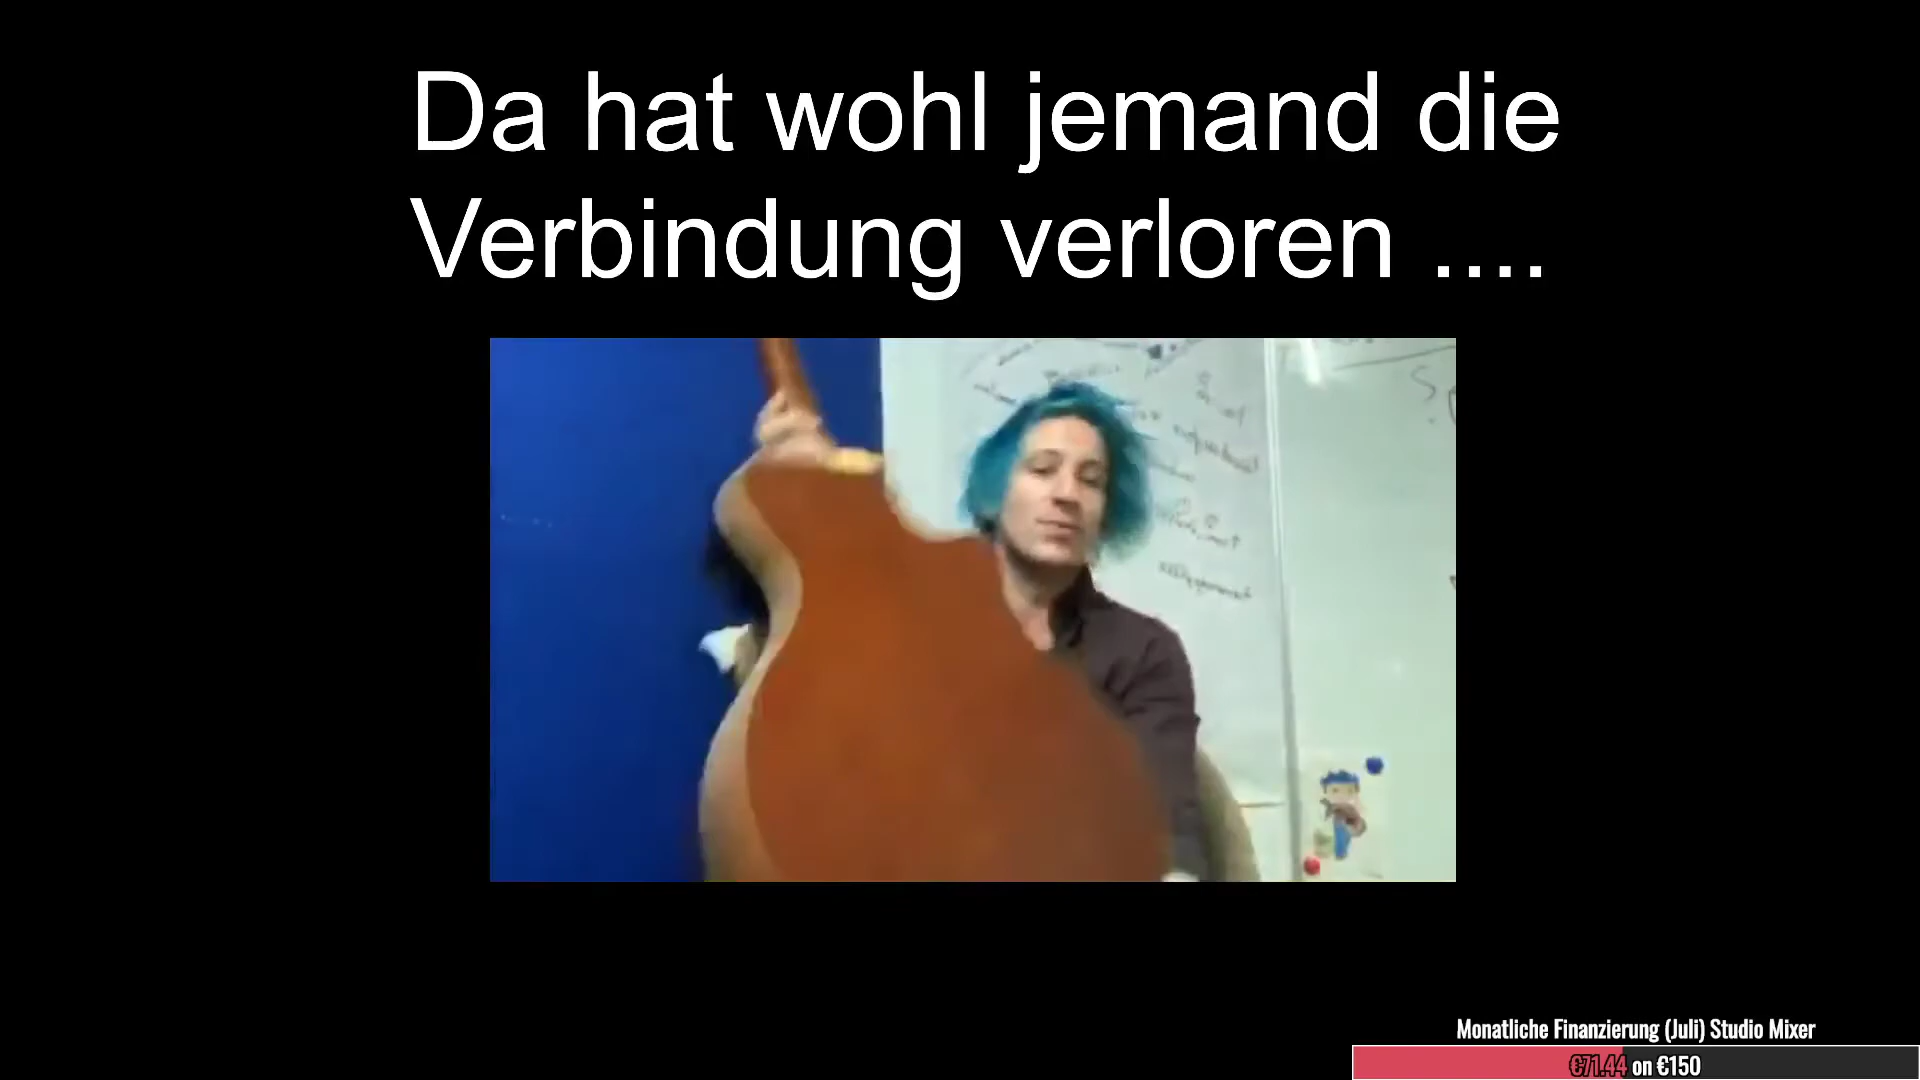 Da hat wohl jemand die
Verbindung verloren ....
Monatliche Finanzierung (Juli) Studio Mixer
€71.44 on €150